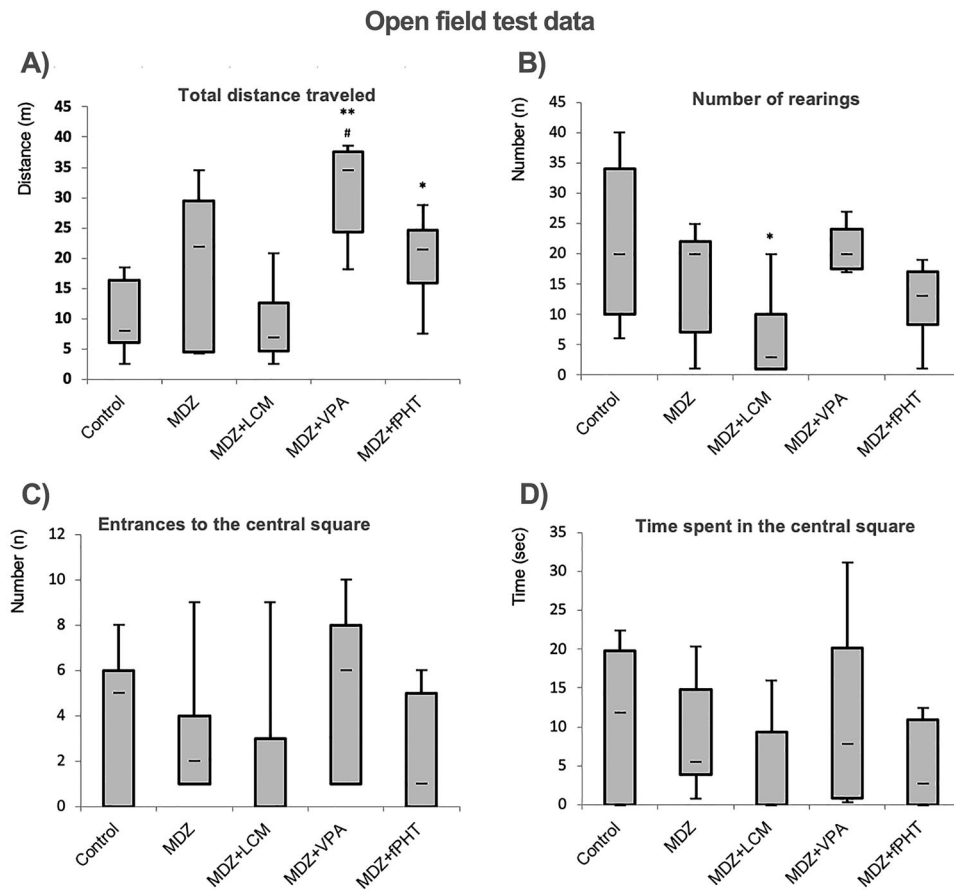 Open field test data
A)
Total distance traveled
Distance (m)
45
40
35
30
25
20
15
10
5
0
**
#
*
Control
MDZ
MDZ+LCM
MDZ+VPA
MDZ+fPHT
B)
Number of rearings
Number (n)
45
40
35
30
25
20
15
10
5
0
*
Control
MDZ
MDZ+LCM
MDZ+VPA
MDZ+fPHT
C)
Entrances to the central square
Number (n)
12
10
8
6
4
2
0
Control
MDZ
MDZ+LCM
MDZ+VPA
MDZ+fPHT
D)
Time spent in the central square
Time (sec)
35
30
25
20
15
10
5
0
Control
MDZ
MDZ+LCM
MDZ+VPA
MDZ+fPHT